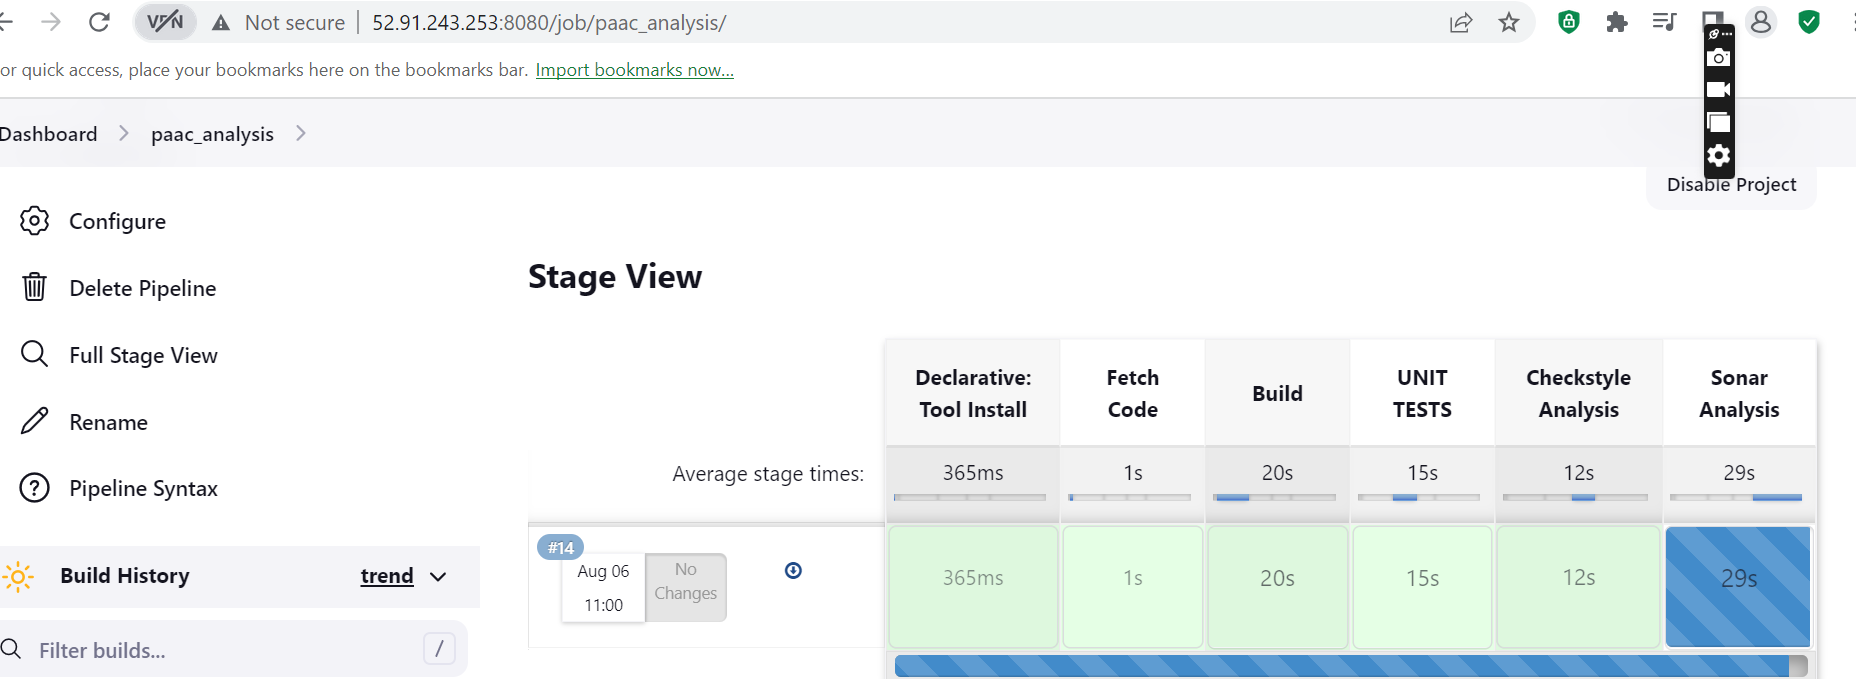 VPN
Not secure
52.91.243.253:8080/job/paac_analysis/
or quick access, place your bookmarks here on the bookmarks bar. Import bookmarks now...
Dashboard
paac_analysis
Disable Project
Configure
Delete Pipeline
Full Stage View
Rename
Pipeline Syntax
Build History
trend
Filter builds...
/
Stage View
Declarative:
Tool Install
Fetch
Code
Build
UNIT
TESTS
Checkstyle
Analysis
Sonar
Analysis
Average stage times:
365ms
1s
20s
15s
12s
29s
#14
Aug 06
11:00
No
Changes
365ms
1s
20s
15s
12s
29s